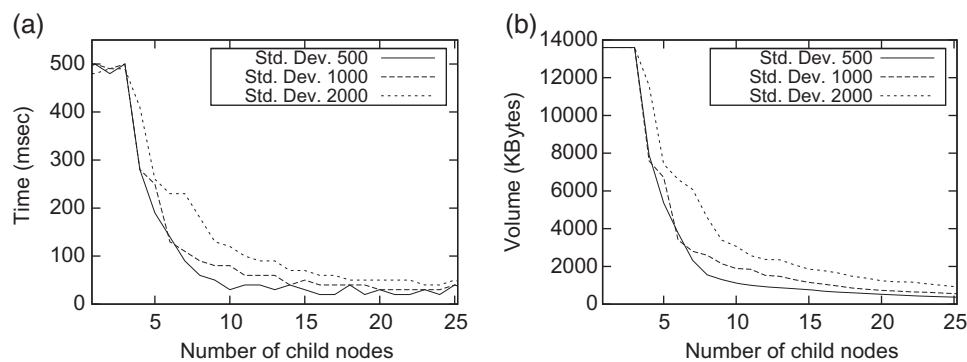 (a)
500
400
300
200
100
0
Time (msec)
Std. Dev. 500
Std. Dev. 1000
Std. Dev. 2000
5
10
15
20
25
Number of child nodes
(b)
14000
12000
10000
8000
6000
4000
2000
0
Volume (KBytes)
Std. Dev. 500
Std. Dev. 1000
Std. Dev. 2000
5
10
15
20
25
Number of child nodes